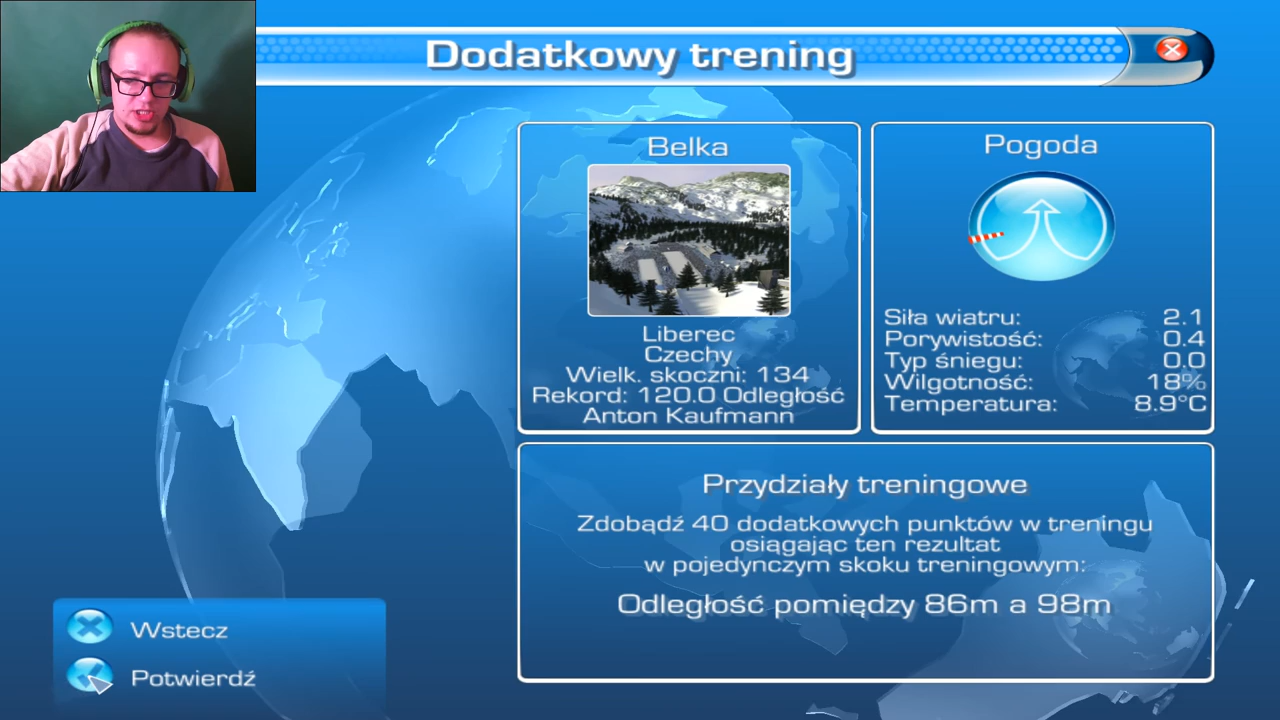 Dodatkowy trening
Belka
Liberec
Czechy
Wielk. skoczni: 134
Rekord: 120.0 Odległość
Anton Kaufmann
Pogoda
Siła wiatru: 2.1
Porywistość: 0.4
Typ śniegu: 0.0
Wilgotność: 18%
Temperatura: 8.9°C
Przydziały treningowe
Zdobądź 40 dodatkowych punktów w treningu
osiągając ten rezultat
w pojedynczym skoku treningowym:
Odległość pomiędzy 86m a 98m
Wstecz
Potwierdź